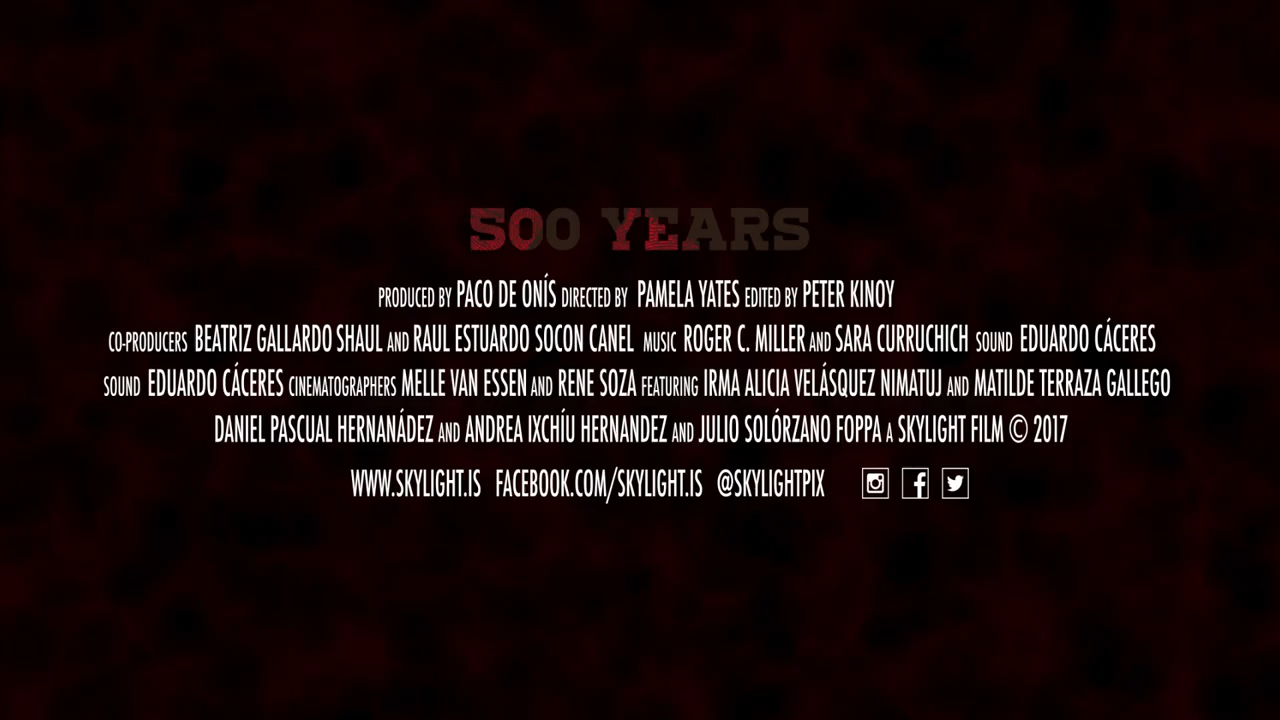 500 YEARS
PRODUCED BY PACO DE ONÍS DIRECTED BY PAMELA YATES EDITED BY PETER KINOY
CO-PRODUCERS BEATRIZ GALLARDO SHAUL AND RAUL ESTUARDO SOCON CANEL MUSIC ROGER C. MILLER AND SARA CURRUCHICH SOUND EDUARDO CÁCERES
SOUND EDUARDO CÁCERES CINEMATOGRAPHERS MELLE VAN ESSEN AND RENE SOZA FEATURING IRMA ALICIA VELÁSQUEZ NIMATUJ AND MATILDE TERRAZA GALLEGO
DANIEL PASCUAL HERNANÁDEZ AND ANDREA IXCHÍU HERNANDEZ AND JULIO SOLÓRZANO FOPPA A SKYLIGHT FILM © 2017
WWW.SKYLIGHT.IS FACEBOOK.COM/SKYLIGHT.IS @SKYLIGHTPIX